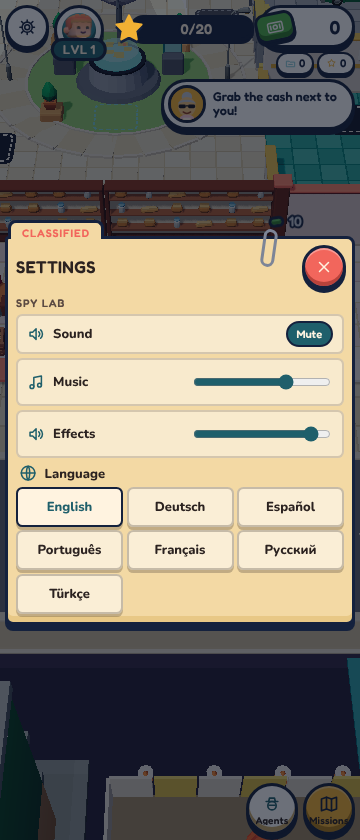 LVL 1
0/20
0
0
0
Grab the cash next to
you!
10
CLASSIFIED
SETTINGS
SPY LAB
Sound
Mute
Music
Effects
Language
English
Deutsch
Español
Português
Français
Русский
Türkçe
Agents
Missions